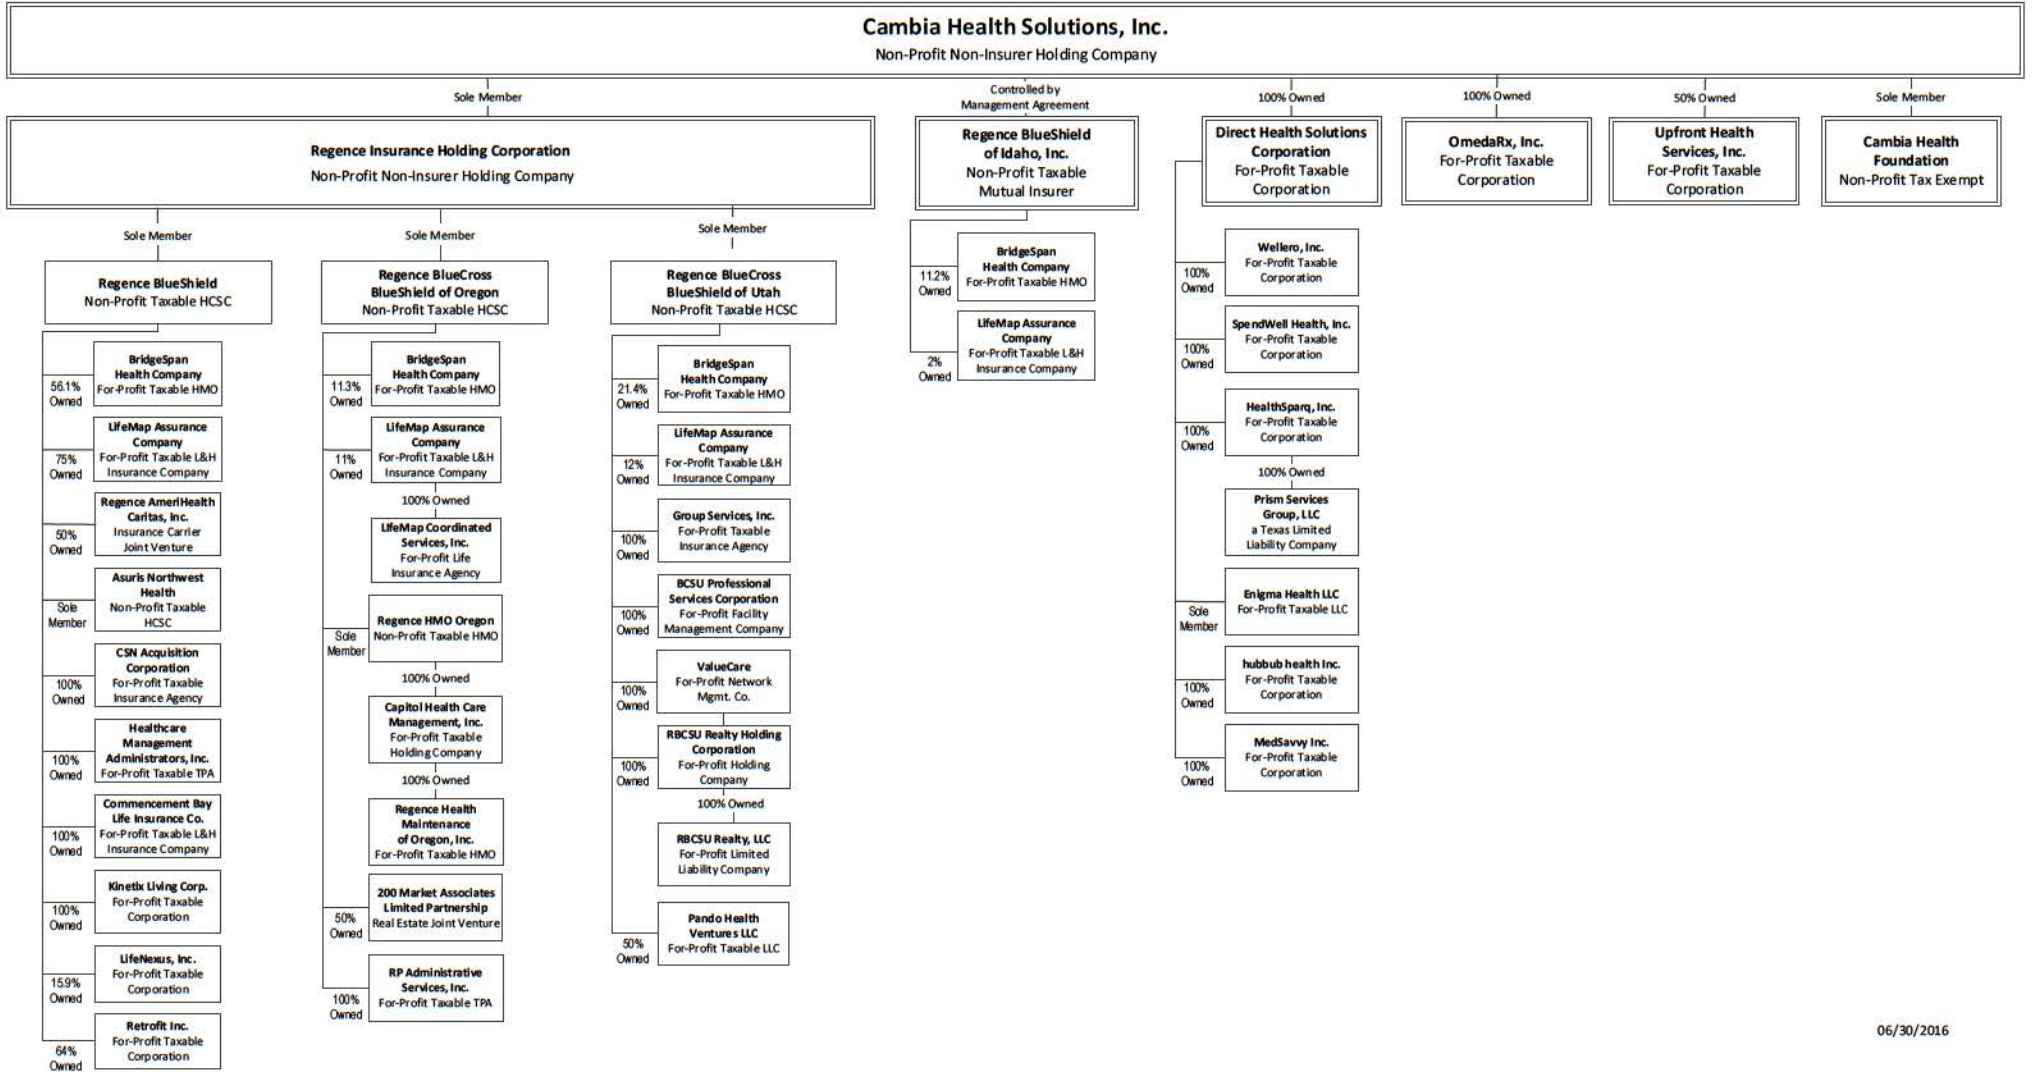 Cambia Health Solutions, Inc.
Non-Profit Non-Insurer Holding Company
Sole Member
Controlled by
Management Agreement
100% Owned
100% Owned
50% Owned
Sole Member
Regence Insurance Holding Corporation
Non-Profit Non-Insurer Holding Company
Regence BlueShield
of Idaho, Inc.
Non-Profit Taxable
Mutual Insurer
Direct Health Solutions
Corporation
For-Profit Taxable
Corporation
OmedaRx, Inc.
For-Profit Taxable
Corporation
Upfront Health
Services, Inc.
For-Profit Taxable
Corporation
Cambia Health
Foundation
Non-Profit Tax Exempt
Sole Member
Regence BlueShield
Non-Profit Taxable HCSC
56.1%
Owned
BridgeSpan
Health Company
For-Profit Taxable HMO
75%
Owned
LifeMap Assurance
Company
For-Profit Taxable L&H
Insurance Company
50%
Owned
Regence AmeriHealth
Caritas, Inc.
Insurance Carrier
Joint Venture
Sole
Member
Asuris Northwest
Health
Non-Profit Taxable
HCSC
100%
Owned
CSN Acquisition
Corporation
For-Profit Taxable
Insurance Agency
100%
Owned
Healthcare
Management
Administrators, Inc.
For-Profit Taxable TPA
100%
Owned
Commencement Bay
Life Insurance Co.
For-Profit Taxable L&H
Insurance Company
100%
Owned
Kinetix Living Corp.
For-Profit Taxable
Corporation
15.9%
Owned
LifeNexus, Inc.
For-Profit Taxable
Corporation
64%
Owned
Retrofit Inc.
For-Profit Taxable
Corporation
Sole Member
Regence BlueCross
BlueShield of Oregon
Non-Profit Taxable HCSC
11.3%
Owned
BridgeSpan
Health Company
For-Profit Taxable HMO
11%
Owned
LifeMap Assurance
Company
For-Profit Taxable L&H
Insurance Company
100% Owned
LifeMap Coordinated
Services, Inc.
For-Profit Life
Insurance Agency
Sole
Member
Regence HMO Oregon
Non-Profit Taxable HMO
100% Owned
Capitol Health Care
Management, Inc.
For-Profit Taxable
Holding Company
100% Owned
Regence Health
Maintenance
of Oregon, Inc.
For-Profit Taxable HMO
50%
Owned
200 Market Associates
Limited Partnership
Real Estate Joint Venture
100%
Owned
RP Administrative
Services, Inc.
For-Profit Taxable TPA
Sole Member
Regence BlueCross
BlueShield of Utah
Non-Profit Taxable HCSC
21.4%
Owned
BridgeSpan
Health Company
For-Profit Taxable HMO
12%
Owned
LifeMap Assurance
Company
For-Profit Taxable L&H
Insurance Company
100%
Owned
Group Services, Inc.
For-Profit Taxable
Insurance Agency
100%
Owned
BCSU Professional
Services Corporation
For-Profit Facility
Management Company
100%
Owned
ValueCare
For-Profit Network
Mgmt. Co.
100%
Owned
RBCSU Realty Holding
Corporation
For-Profit Holding
Company
100% Owned
RBCSU Realty, LLC
For-Profit Limited
Liability Company
50%
Owned
Pando Health
Ventures LLC
For-Profit Taxable LLC
11.2%
Owned
BridgeSpan
Health Company
For-Profit Taxable HMO
2%
Owned
LifeMap Assurance
Company
For-Profit Taxable L&H
Insurance Company
100%
Owned
Wellero, Inc.
For-Profit Taxable
Corporation
100%
Owned
SpendWell Health, Inc.
For-Profit Taxable
Corporation
100%
Owned
HealthSparq, Inc.
For-Profit Taxable
Corporation
100% Owned
Prism Services
Group, LLC
a Texas Limited
Liability Company
Sole
Member
Enigma Health LLC
For-Profit Taxable LLC
100%
Owned
hubbub health Inc.
For-Profit Taxable
Corporation
100%
Owned
MedSavvy Inc.
For-Profit Taxable
Corporation
06/30/2016